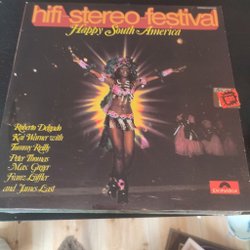 hifi-stereo-festival
Happy South America
Roberto Delgado
Kai Warner with
Tommy Reilly
Peter Thomas
Max Greger
Franz Löffler
and James Last